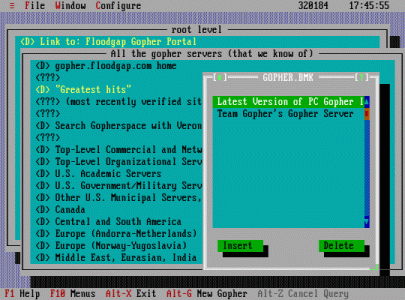 ≡ File Window Configure 320184 17:45:55
root level
<D> Link to: Floodgap Gopher Portal
All the gopher servers (that we know of)
<D> gopher.floodgap.com home
<???>
<D> "Greatest hits"
<???> (most recently verified sit
<???>
<D> Search Gopherspace with Veron
<???>
<D> Top-Level Commercial and Netw
<D> Top-Level Organizational Serv
<D> U.S. Academic Servers
<D> U.S. Government/Military Serv
<D> Other U.S. Municipal Servers,
<D> Canada
<D> Central and South America
<D> Europe (Andorra-Netherlands)
<D> Europe (Norway-Yugoslavia)
<D> Middle East, Eurasian, India
GOPHER.BMK
Latest Version of PC Gopher I
Team Gopher's Gopher Server
Insert Delete
F1 Help F10 Menus Alt-X Exit Alt-G New Gopher Alt-Z Cancel Query